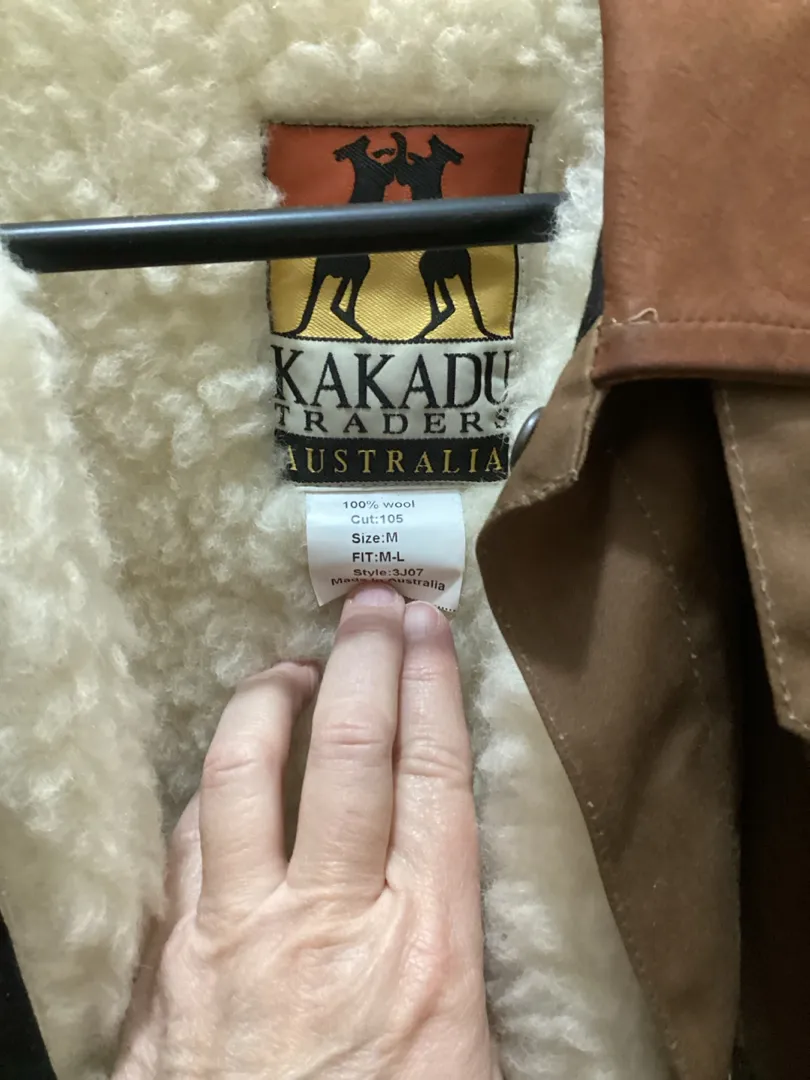 KAKADU
TRADERS
AUSTRALIA
100% wool
Cut:105
Size:M
FIT:M-L
Style:3J07
Made in Australia